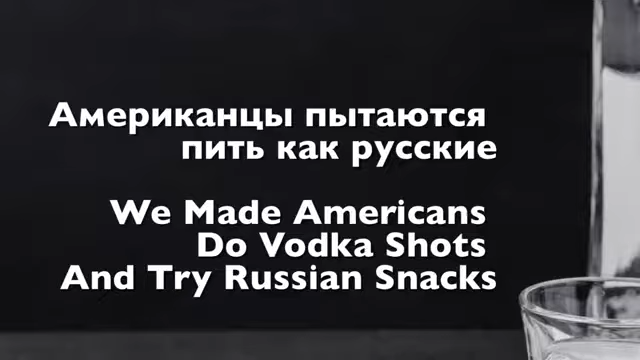 Американцы пытаются
пить как русские
We Made Americans
Do Vodka Shots
And Try Russian Snacks